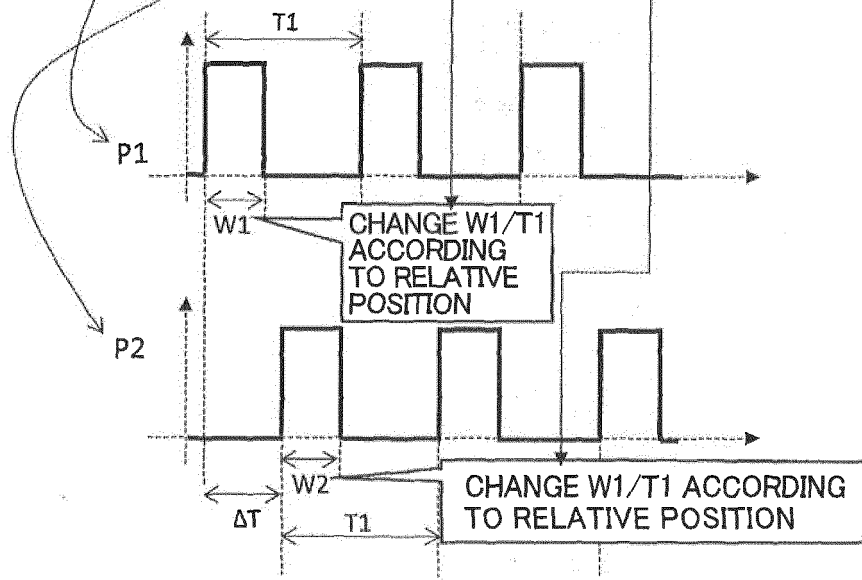 T1
P1
W1
CHANGE W1/T1
ACCORDING
TO RELATIVE
POSITION
P2
W2
CHANGE W1/T1 ACCORDING
TO RELATIVE POSITION
ΔT
T1